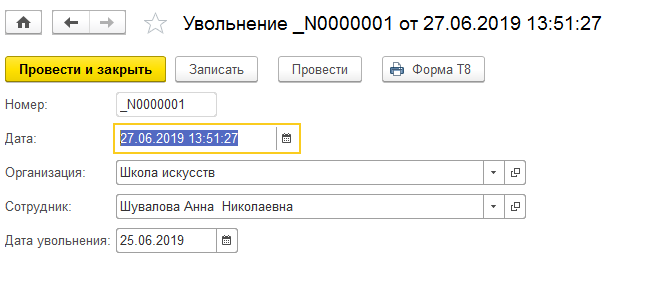 Увольнение _N0000001 от 27.06.2019 13:51:27
Провести и закрыть Записать Провести Форма Т8
Номер: _N0000001
Дата: 27.06.2019 13:51:27
Организация: Школа искусств
Сотрудник: Шувалова Анна  Николаевна
Дата увольнения: 25.06.2019